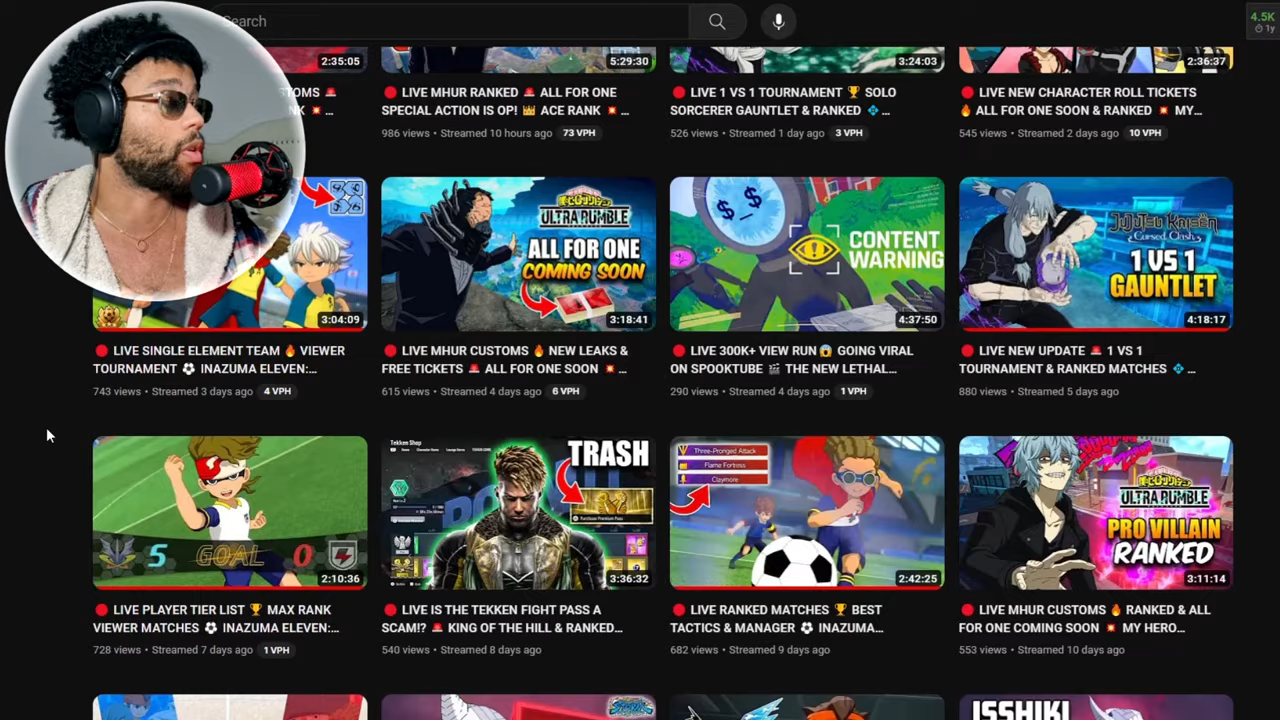 Search
4.5K
1y
2:35:05
5:29:30
3:24:03
2:36:37
TOMS 🚨
NK 💥 ...
🔴 LIVE MHUR RANKED 🚨 ALL FOR ONE
SPECIAL ACTION IS OP! 👑 ACE RANK 💥...
986 views • Streamed 10 hours ago 73 VPH
🔴 LIVE 1 VS 1 TOURNAMENT 🏆 SOLO
SORCERER GAUNTLET & RANKED 💠...
526 views • Streamed 1 day ago 3 VPH
🔴 LIVE NEW CHARACTER ROLL TICKETS
🔥 ALL FOR ONE SOON & RANKED 💥 MY...
545 views • Streamed 2 days ago 10 VPH
3:04:09
ULTRA RUMBLE
ALL FOR ONE
COMING SOON
3:18:41
$_$
CONTENT
WARNING
4:37:50
JUJUTSU KAISEN
Cursed Clash
1 VS 1
GAUNTLET
4:18:17
🔴 LIVE SINGLE ELEMENT TEAM 🔥 VIEWER
TOURNAMENT ⚽ INAZUMA ELEVEN:...
743 views • Streamed 3 days ago 4 VPH
🔴 LIVE MHUR CUSTOMS 🔥 NEW LEAKS &
FREE TICKETS 🚨 ALL FOR ONE SOON 💥...
615 views • Streamed 4 days ago 6 VPH
🔴 LIVE 300K+ VIEW RUN😱 GOING VIRAL
ON SPOOKTUBE 🎬 THE NEW LETHAL...
290 views • Streamed 4 days ago 1 VPH
🔴 LIVE NEW UPDATE 🚨 1 VS 1
TOURNAMENT & RANKED MATCHES 💠...
880 views • Streamed 5 days ago
5 GOAL 0
2:10:36
Tekken Shop
TRASH
Purchase Premium Pass
3:36:32
Three-Pronged Attack
Flame Fortress
Claymore
2:42:25
ULTRA RUMBLE
PRO VILLAIN
RANKED
3:11:14
🔴 LIVE PLAYER TIER LIST 🏆 MAX RANK
VIEWER MATCHES ⚽ INAZUMA ELEVEN:...
728 views • Streamed 7 days ago 1 VPH
🔴 LIVE IS THE TEKKEN FIGHT PASS A
SCAM!? 🚨 KING OF THE HILL & RANKED...
540 views • Streamed 8 days ago
🔴 LIVE RANKED MATCHES 🏆 BEST
TACTICS & MANAGER ⚽ INAZUMA...
682 views • Streamed 9 days ago
🔴 LIVE MHUR CUSTOMS 🔥 RANKED & ALL
FOR ONE COMING SOON 💥 MY HERO...
553 views • Streamed 10 days ago
ISSHIKI